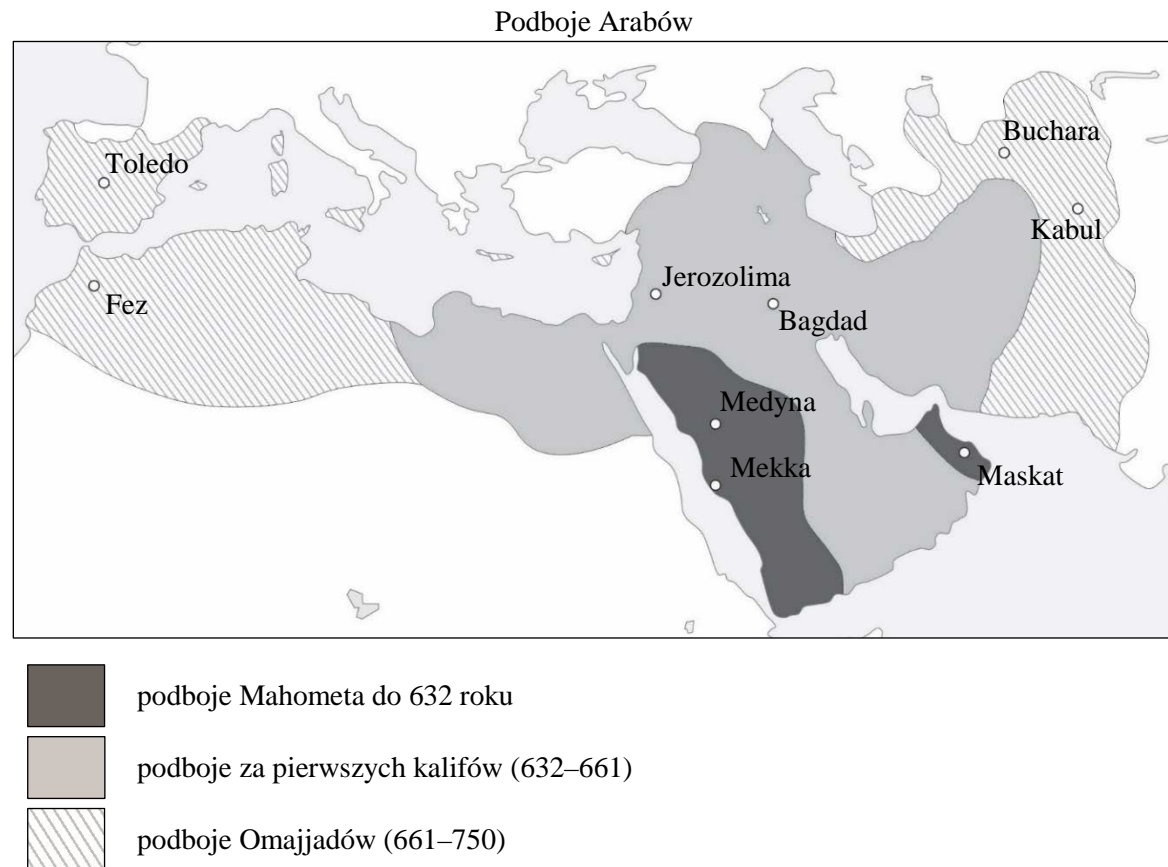 Podboje Arabów
Buchara
Toledo
Kabul
Jerozolima
Fez
Bagdad
Medyna
Mekka
Maskat
podboje Mahometa do 632 roku
podboje za pierwszych kalifów (632–661)
podboje Omajjadów (661–750)